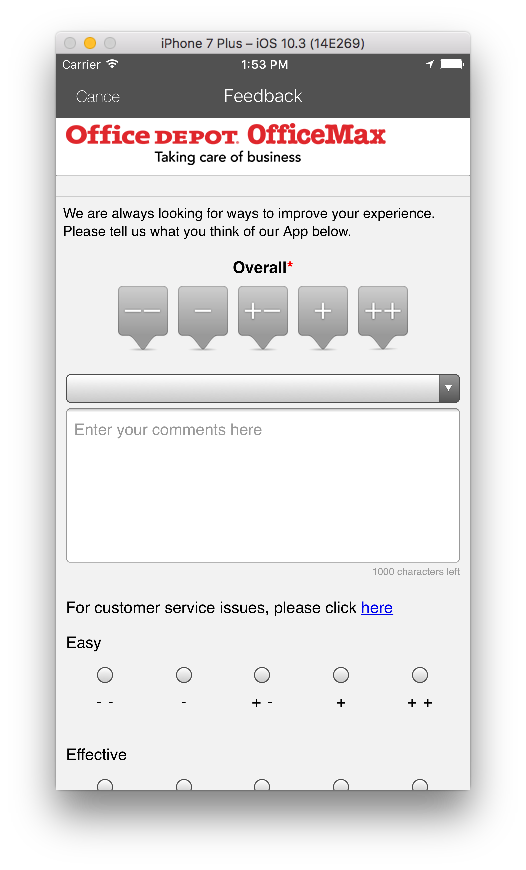 iPhone 7 Plus – iOS 10.3 (14E269)
Carrier 1:53 PM
Cance Feedback
Office DEPOT. OfficeMax
Taking care of business
We are always looking for ways to improve your experience.
Please tell us what you think of our App below.
Overall*
−− − +− + ++
Enter your comments here
1000 characters left
For customer service issues, please click here
Easy
- - - + - + + +
Effective